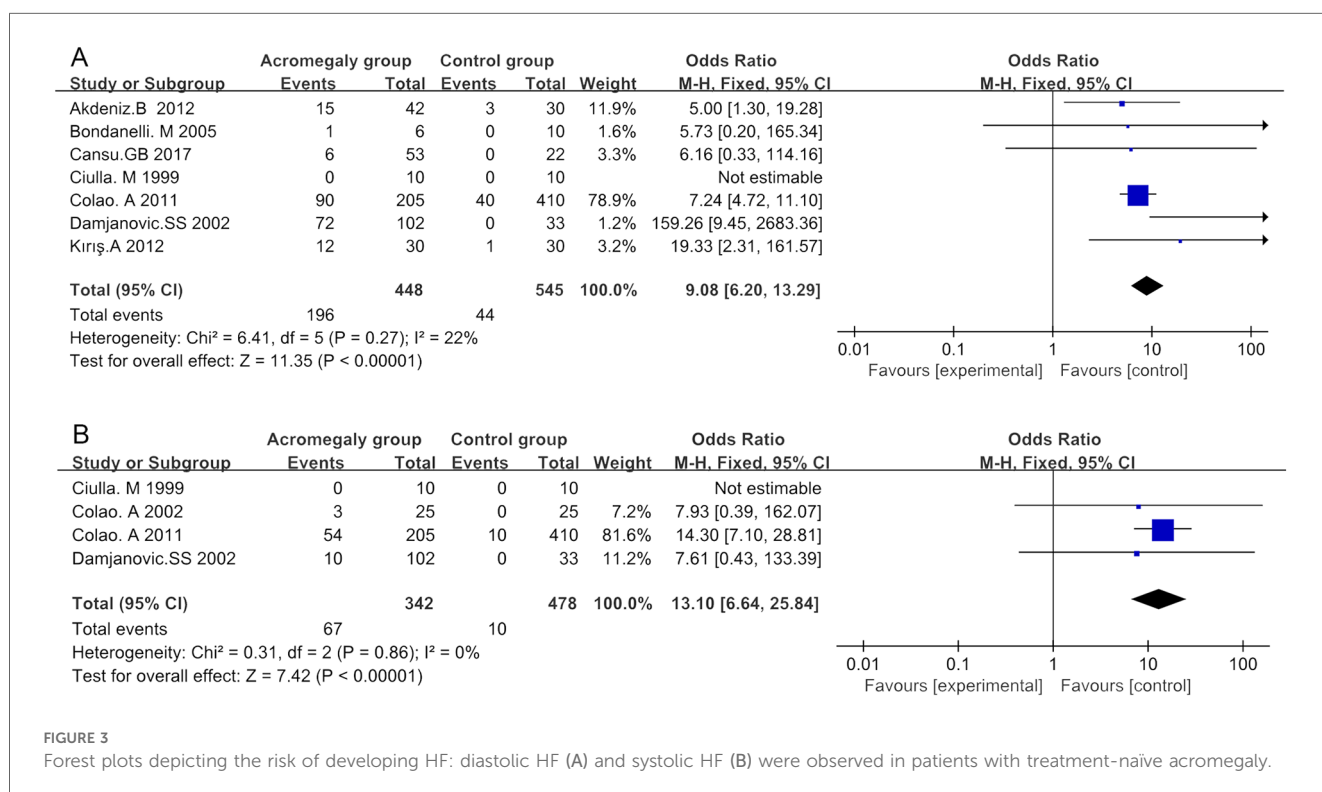 A
Acromegaly group Control group Odds Ratio Odds Ratio
Study or Subgroup Events Total Events Total Weight M-H, Fixed, 95% CI M-H, Fixed, 95% CI
Akdeniz.B 2012 15 42 3 30 11.9% 5.00 [1.30, 19.28]
Bondanelli. M 2005 1 6 0 10 1.6% 5.73 [0.20, 165.34]
Cansu.GB 2017 6 53 0 22 3.3% 6.16 [0.33, 114.16]
Ciulla. M 1999 0 10 0 10 Not estimable
Colao. A 2011 90 205 40 410 78.9% 7.24 [4.72, 11.10]
Damjanovic.SS 2002 72 102 0 33 1.2% 159.26 [9.45, 2683.36]
Kırış.A 2012 12 30 1 30 3.2% 19.33 [2.31, 161.57]
Total (95% CI) 448 545 100.0% 9.08 [6.20, 13.29]
Total events 196 44
Heterogeneity: Chi² = 6.41, df = 5 (P = 0.27); I² = 22%
Test for overall effect: Z = 11.35 (P < 0.00001)
0.01 0.1 1 10 100
Favours [experimental] Favours [control]
B
Acromegaly group Control group Odds Ratio Odds Ratio
Study or Subgroup Events Total Events Total Weight M-H, Fixed, 95% CI M-H, Fixed, 95% CI
Ciulla. M 1999 0 10 0 10 Not estimable
Colao. A 2002 3 25 0 25 7.2% 7.93 [0.39, 162.07]
Colao. A 2011 54 205 10 410 81.6% 14.30 [7.10, 28.81]
Damjanovic.SS 2002 10 102 0 33 11.2% 7.61 [0.43, 133.39]
Total (95% CI) 342 478 100.0% 13.10 [6.64, 25.84]
Total events 67 10
Heterogeneity: Chi² = 0.31, df = 2 (P = 0.86); I² = 0%
Test for overall effect: Z = 7.42 (P < 0.00001)
0.01 0.1 1 10 100
Favours [experimental] Favours [control]
FIGURE 3
Forest plots depicting the risk of developing HF: diastolic HF (A) and systolic HF (B) were observed in patients with treatment-naïve acromegaly.